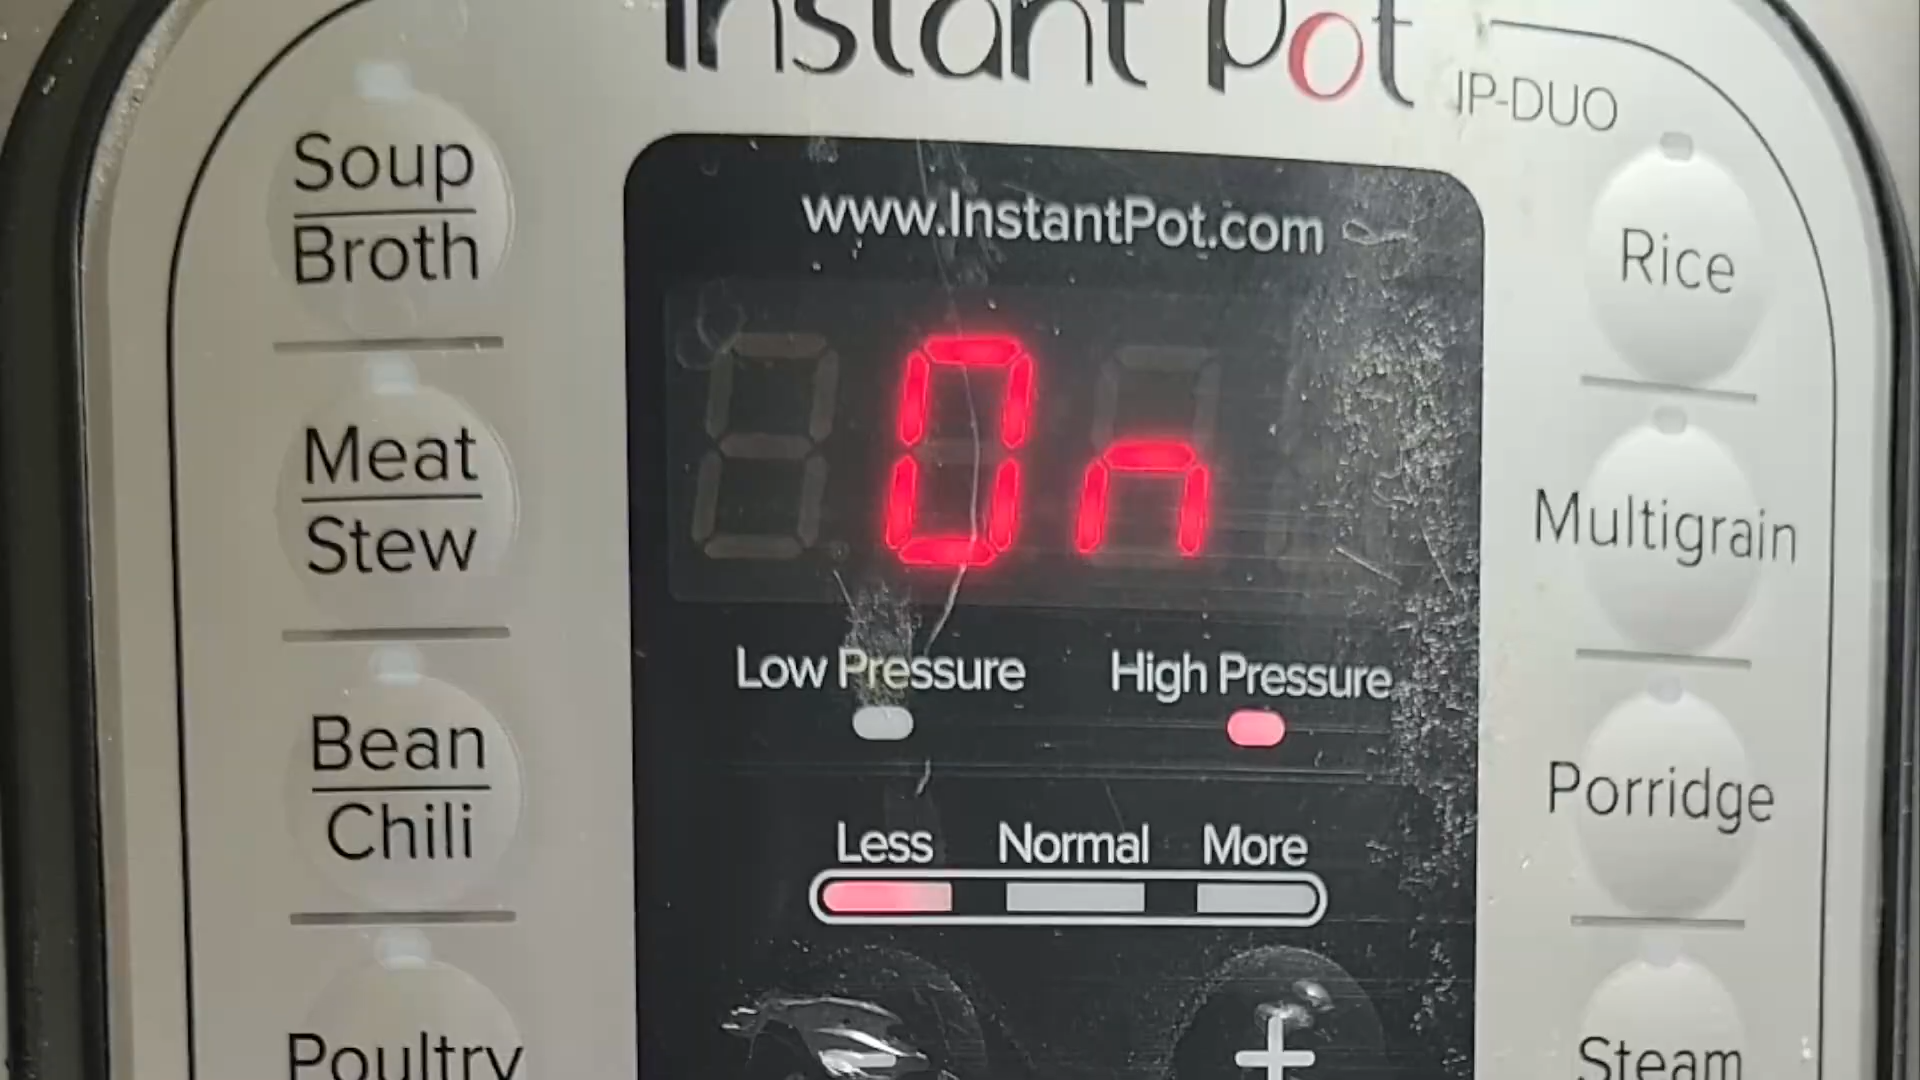 Instant Pot
IP-DUO
www.InstantPot.com
On
Low Pressure
High Pressure
Less
Normal
More
+
Soup
Broth
Meat
Stew
Bean
Chili
Poultry
Rice
Multigrain
Porridge
Steam